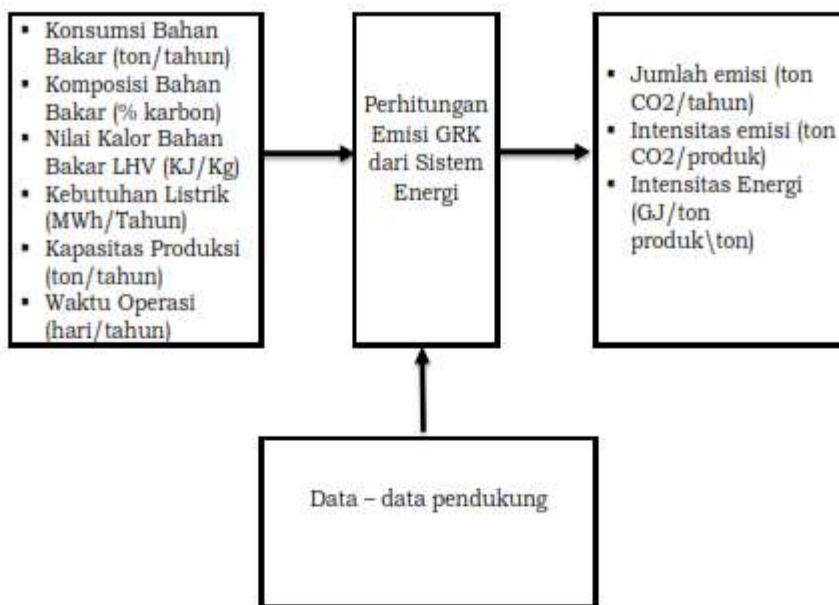 ▪ Konsumsi Bahan
Bakar (ton/tahun)
▪ Komposisi Bahan
Bakar (% karbon)
▪ Nilai Kalor Bahan
Bakar LHV (KJ/Kg)
▪ Kebutuhan Listrik
(MWh/Tahun)
▪ Kapasitas Produksi
(ton/tahun)
▪ Waktu Operasi
(hari/tahun)
Perhitungan
Emisi GRK
dari Sistem
Energi
▪ Jumlah emisi (ton
CO2/tahun)
▪ Intensitas emisi (ton
CO2/produk)
▪ Intensitas Energi
(GJ/ton
produk\ton)
Data – data pendukung